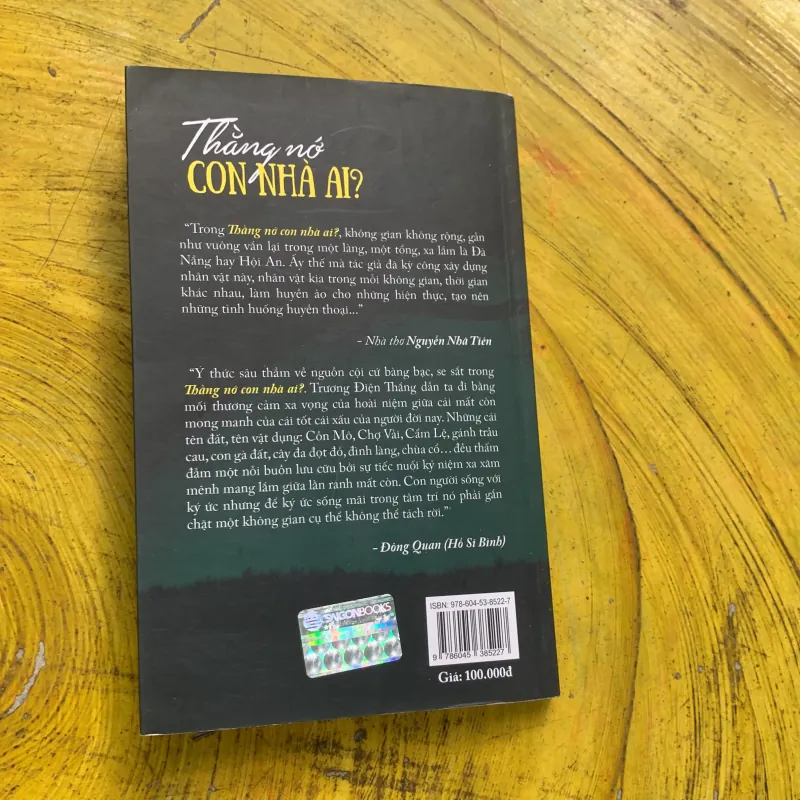 Thằng nớ
CON NHÀ AI?
“Trong Thằng nớ con nhà ai?, không gian không rộng, gần
như vuông vắn lại trong một làng, một tổng, xa lắm là Đà
Nẵng hay Hội An. Ấy thế mà tác giả đã kỳ công xây dựng
nhân vật này, nhân vật kia trong mỗi không gian, thời gian
khác nhau, làm huyền ảo cho những hiện thực, tạo nên
những tình huống huyền thoại...”
- Nhà thơ Nguyễn Nhã Tiên
“Ý thức sâu thẳm về nguồn cội cứ bàng bạc, se sắt trong
Thằng nớ con nhà ai?. Trương Điện Thắng dẫn ta đi bằng
mối thương cảm xa vọng của hoài niệm giữa cái mất còn
mong manh của cái tốt cái xấu của người đời nay. Những cái
tên đất, tên vật dụng: Cồn Mô, Chợ Vải, Cẩm Lệ, gánh trầu
cau, con gà đất, cây da đọt đỏ, đình làng, chùa cổ... đều thấm
đẫm một nỗi buồn lưu cữu bởi sự tiếc nuối kỷ niệm xa xăm
mênh mang lắm giữa lằn ranh mất còn. Con người sống với
ký ức nhưng để ký ức sống mãi trong tâm trí nó phải gắn
chặt một không gian cụ thể không thể tách rời.”
- Đông Quan (Hồ Sĩ Bình)
SAIGONBOOKS
ISBN: 978-604-53-8522-7
9 786045 385227
Giá: 100.000đ